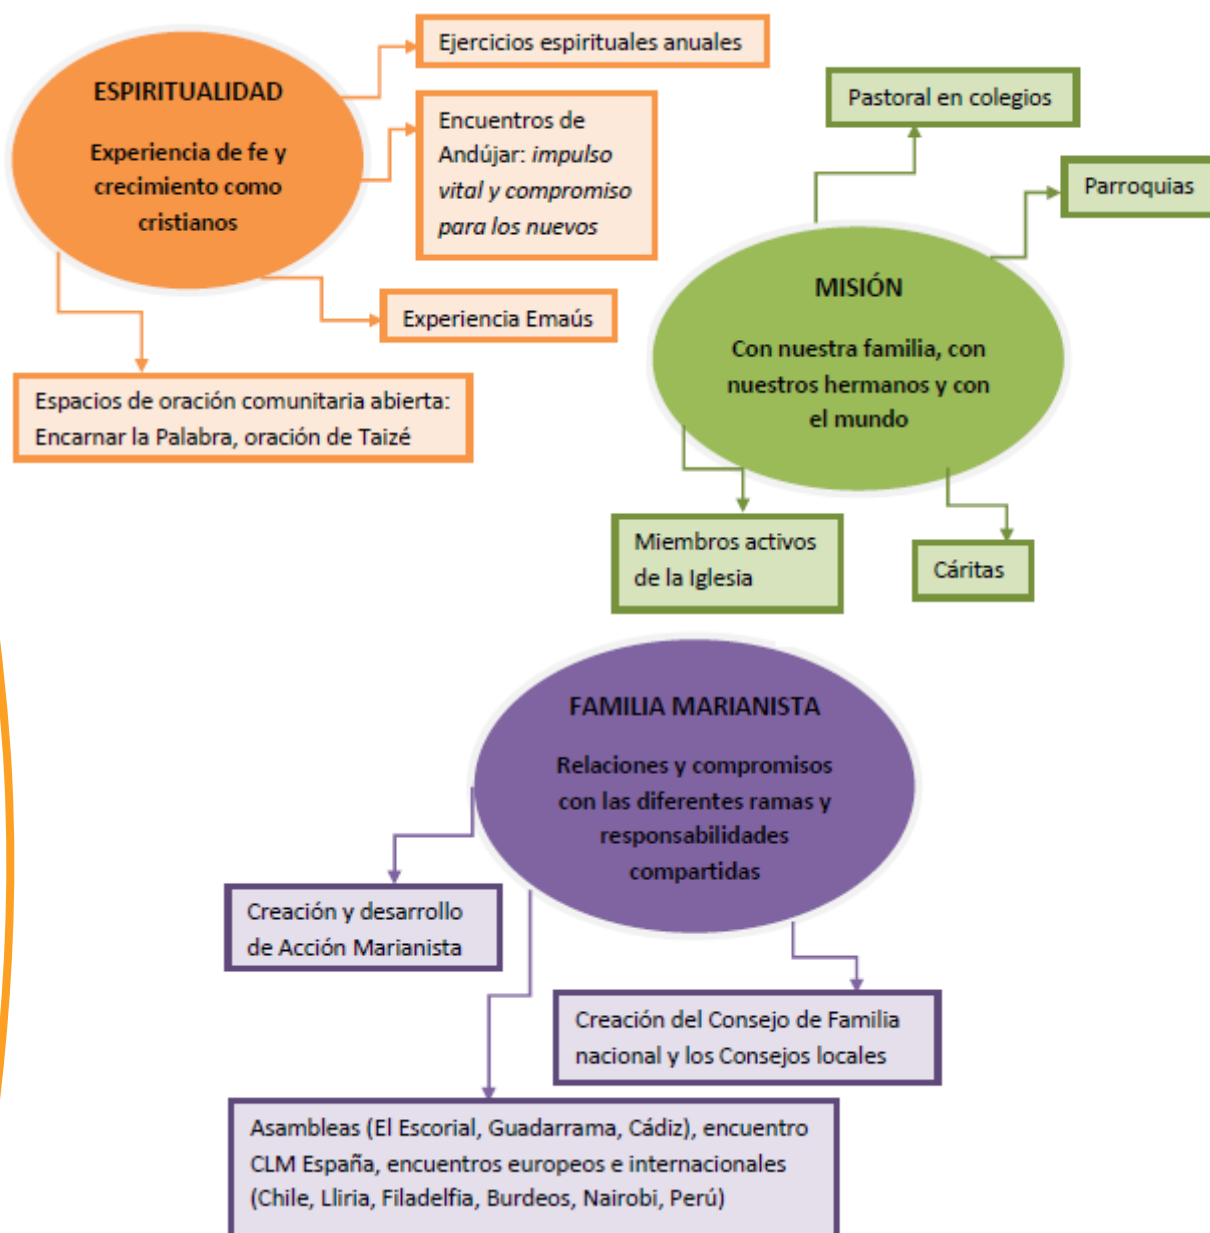 ESPIRITUALIDAD
Experiencia de fe y
crecimiento como
cristianos
Ejercicios espirituales anuales
Encuentros de
Andújar: impulso
vital y compromiso
para los nuevos
Experiencia Emaús
Espacios de oración comunitaria abierta:
Encarnar la Palabra, oración de Taizé
Pastoral en colegios
Parroquias
MISIÓN
Con nuestra familia, con
nuestros hermanos y con
el mundo
Miembros activos
de la Iglesia
Cáritas
FAMILIA MARIANISTA
Relaciones y compromisos
con las diferentes ramas y
responsabilidades
compartidas
Creación y desarrollo
de Acción Marianista
Creación del Consejo de Familia
nacional y los Consejos locales
Asambleas (El Escorial, Guadarrama, Cádiz), encuentro
CLM España, encuentros europeos e internacionales
(Chile, Lliria, Filadelfia, Burdeos, Nairobi, Perú)